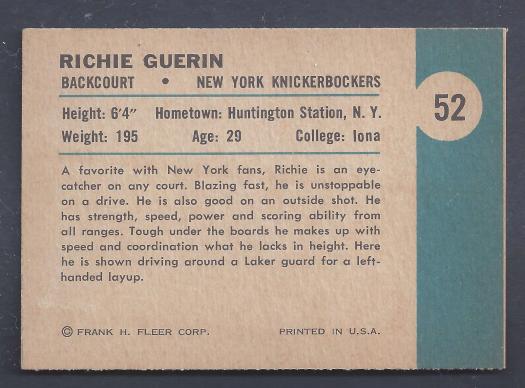 RICHIE GUERIN
BACKCOURT • NEW YORK KNICKERBOCKERS
Height: 6'4" Hometown: Huntington Station, N. Y.
Weight: 195 Age: 29 College: Iona
52
A favorite with New York fans, Richie is an eye-
catcher on any court. Blazing fast, he is unstoppable
on a drive. He is also good on an outside shot. He
has strength, speed, power and scoring ability from
all ranges. Tough under the boards he makes up with
speed and coordination what he lacks in height. Here
he is shown driving around a Laker guard for a left-
handed layup.
© FRANK H. FLEER CORP. PRINTED IN U.S.A.